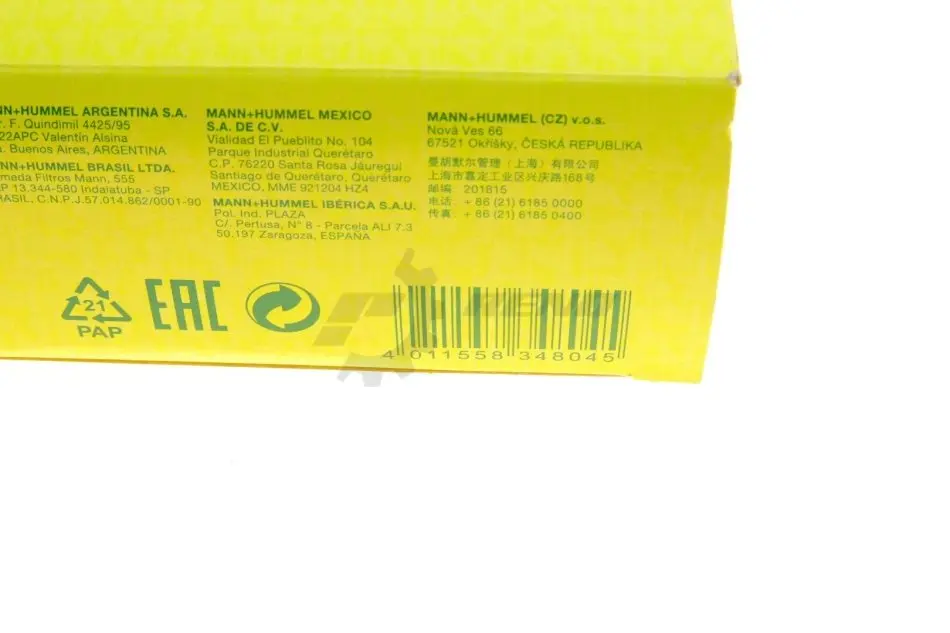 NN+HUMMEL ARGENTINA S.A.
r. F. Quindimil 4425/95
22APC Valentín Alsina
a. Buenos Aires, ARGENTINA
NN+HUMMEL BRASIL LTDA.
mada Filtros Mann, 555
P 13.344-580 Indaiatuba - SP
RASIL, C.N.P.J.57.014.862/0001-90
MANN+HUMMEL MEXICO
S.A. DE C.V.
Vialidad El Pueblito No. 104
Parque Industrial Querétaro
C.P. 76220 Santa Rosa Jáuregui
Santiago de Querétaro, Querétaro
MEXICO, MME 921204 HZ4
MANN+HUMMEL IBÉRICA S.A.U.
Pol. Ind. PLAZA
C/. Pertusa, N° 8 - Parcela ALI 7.3
50.197 Zaragoza, ESPAÑA
MANN+HUMMEL (CZ) v.o.s.
Nová Ves 66
67521 Okříšky, ČESKÁ REPUBLIKA
曼胡默尔管理（上海）有限公司
上海市嘉定工业区兴庆路168号
邮编 201815
电话: + 86 (21) 6185 0000
传真: + 86 (21) 6185 0400
21
PAP
EAC
4 011558 348045